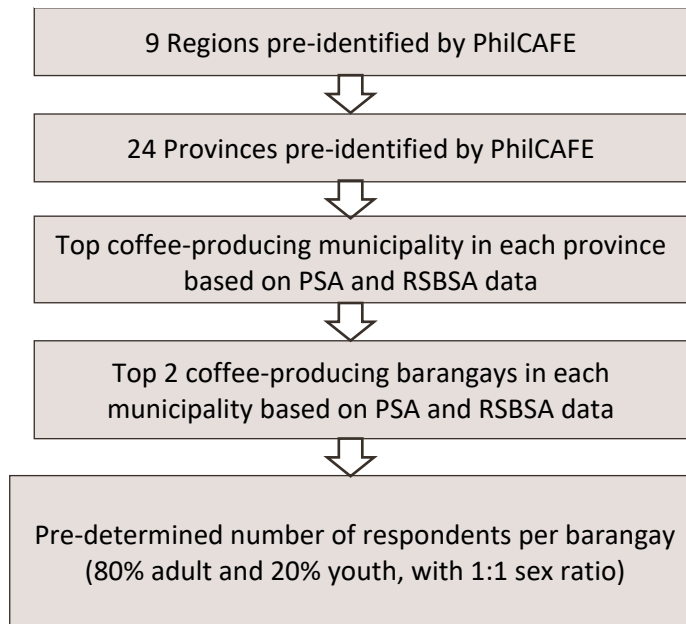 9 Regions pre-identified by PhilCAFE
24 Provinces pre-identified by PhilCAFE
Top coffee-producing municipality in each province
based on PSA and RSBSA data
Top 2 coffee-producing barangays in each
municipality based on PSA and RSBSA data
Pre-determined number of respondents per barangay
(80% adult and 20% youth, with 1:1 sex ratio)